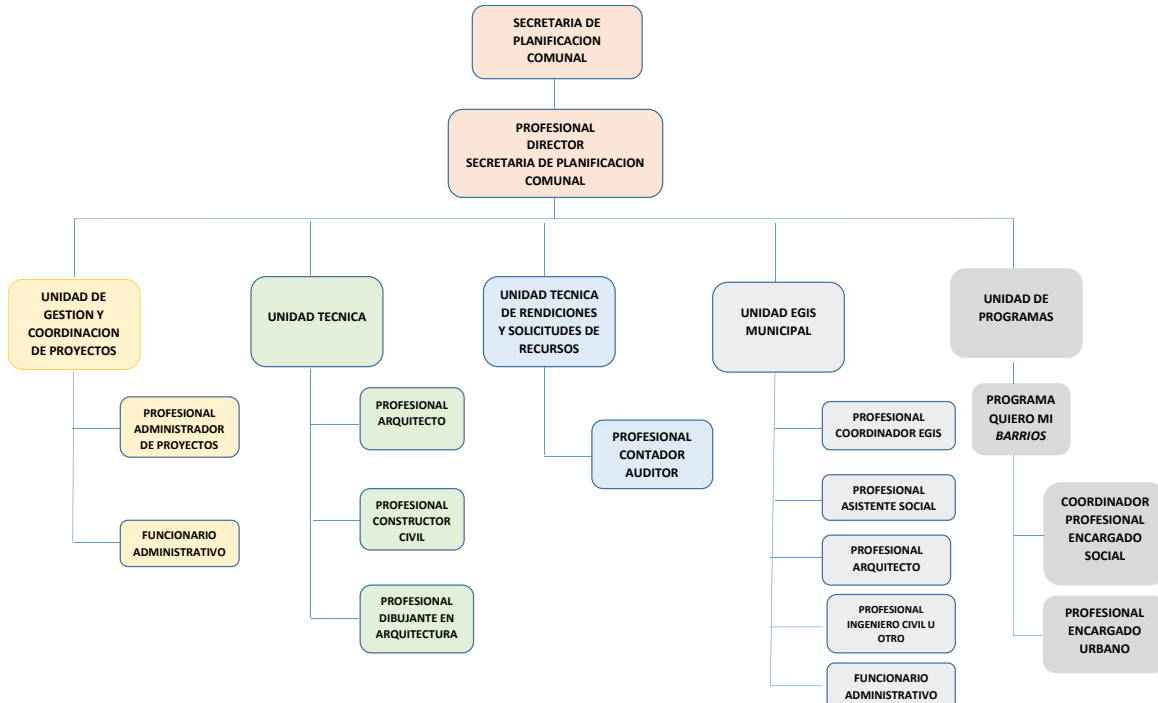 SECRETARIA DE
PLANIFICACION
COMUNAL
PROFESIONAL
DIRECTOR
SECRETARIA DE PLANIFICACION
COMUNAL
UNIDAD DE
GESTION Y
COORDINACION
DE PROYECTOS
PROFESIONAL
ADMINISTRADOR
DE PROYECTOS
FUNCIONARIO
ADMINISTRATIVO
UNIDAD TECNICA
PROFESIONAL
ARQUITECTO
PROFESIONAL
CONSTRUCTOR
CIVIL
PROFESIONAL
DIBUJANTE EN
ARQUITECTURA
UNIDAD TECNICA
DE RENDICIONES
Y SOLICITUDES DE
RECURSOS
PROFESIONAL
CONTADOR
AUDITOR
UNIDAD EGIS
MUNICIPAL
PROFESIONAL
COORDINADOR EGIS
PROFESIONAL
ASISTENTE SOCIAL
PROFESIONAL
ARQUITECTO
PROFESIONAL
INGENIERO CIVIL U
OTRO
FUNCIONARIO
ADMINISTRATIVO
UNIDAD DE
PROGRAMAS
PROGRAMA
QUIERO MI
BARRIOS
COORDINADOR
PROFESIONAL
ENCARGADO
SOCIAL
PROFESIONAL
ENCARGADO
URBANO